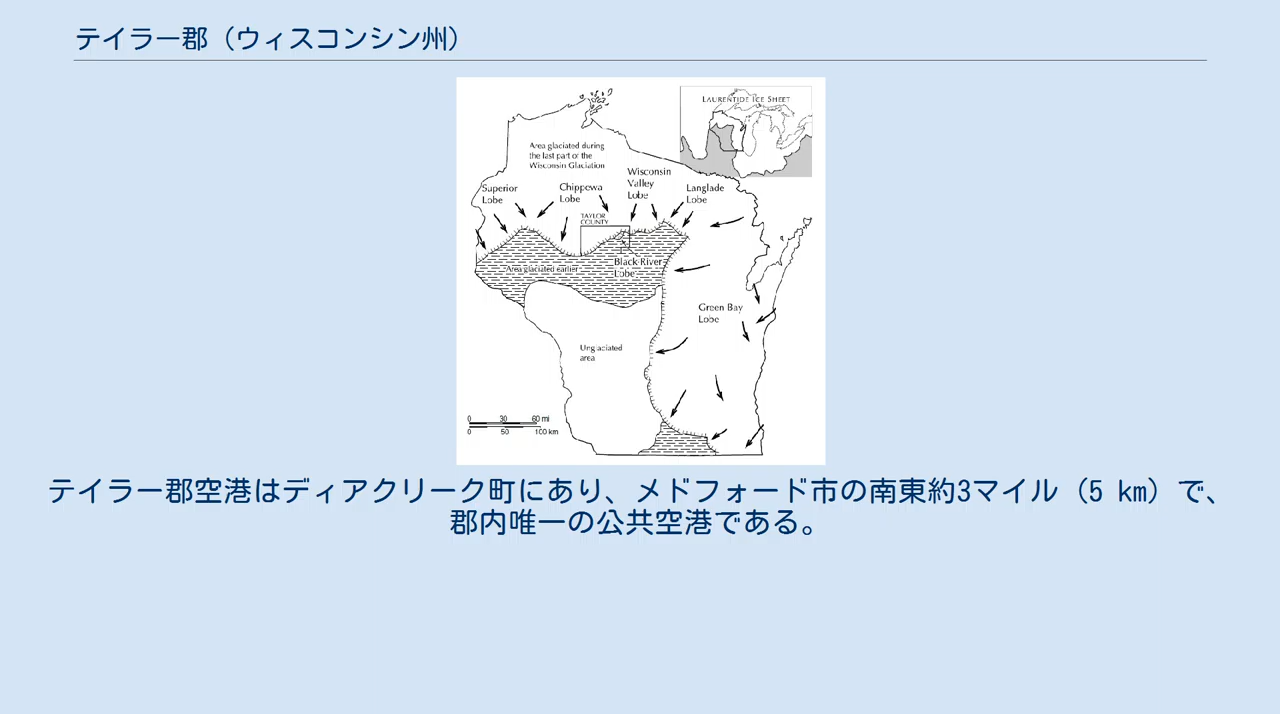 テイラー郡（ウィスコンシン州）
LAURENTIDE ICE SHEET
Area glaciated during
the last part of the
Wisconsin Glaciation
Superior
Lobe
Chippewa
Lobe
Wisconsin
Valley
Lobe
Langlade
Lobe
TAYLOR
COUNTY
Area glaciated earlier
Black River
Lobe
Green Bay
Lobe
Unglaciated
area
0 30 60 mi
0 50 100 km
テイラー郡空港はディアクリーク町にあり、メドフォード市の南東約3マイル（5 km）で、
郡内唯一の公共空港である。